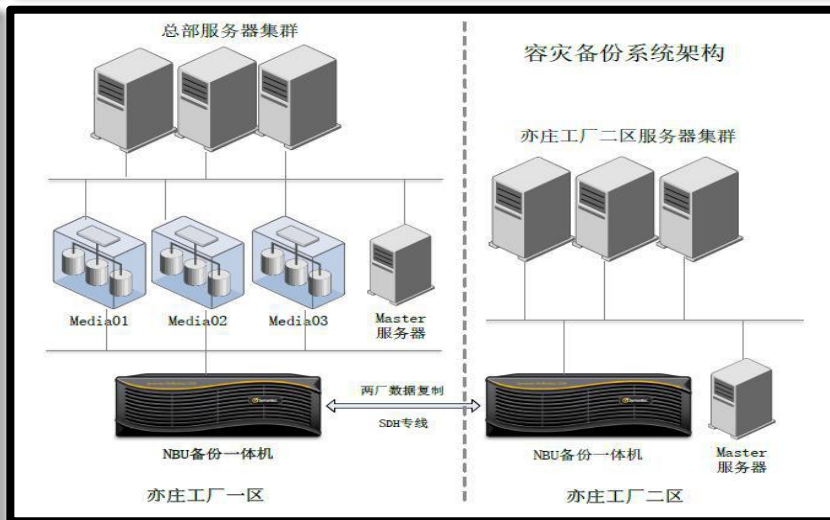 总部服务器集群
容灾备份系统架构
亦庄工厂二区服务器集群
Media01
Media02
Media03
Master
服务器
两厂数据复制
SDH专线
NBU备份一体机
NBU备份一体机
Master
服务器
亦庄工厂一区
亦庄工厂二区